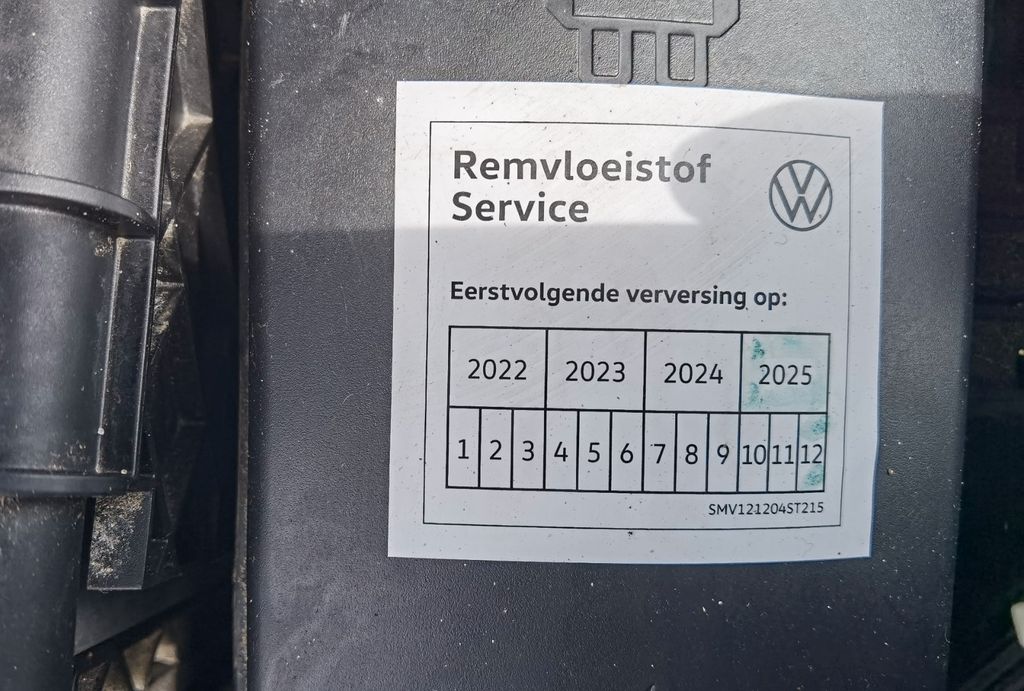 Remvloeistof
Service
Eerstvolgende verversing op:
2022 2023 2024 2025
1 2 3 4 5 6 7 8 9 10 11 12
SMV121204ST215